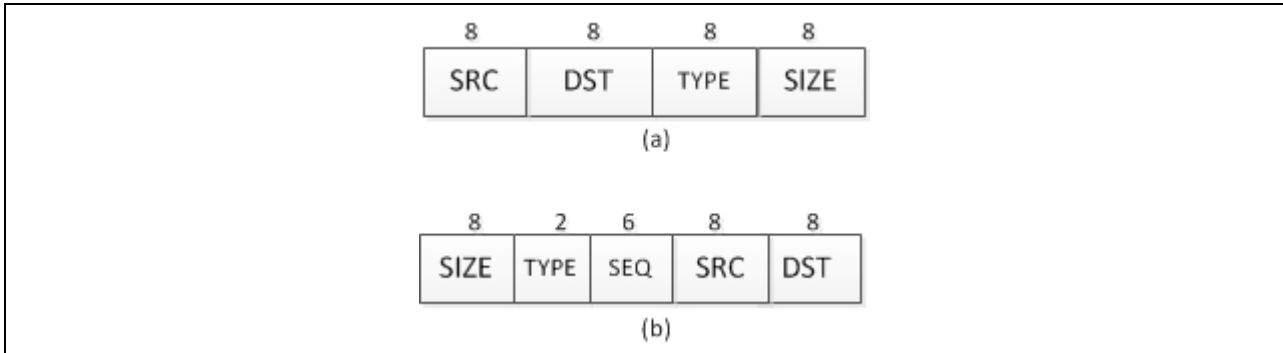 8 8 8 8
SRC DST TYPE SIZE
(a)
8 2 6 8 8
SIZE TYPE SEQ SRC DST
(b)